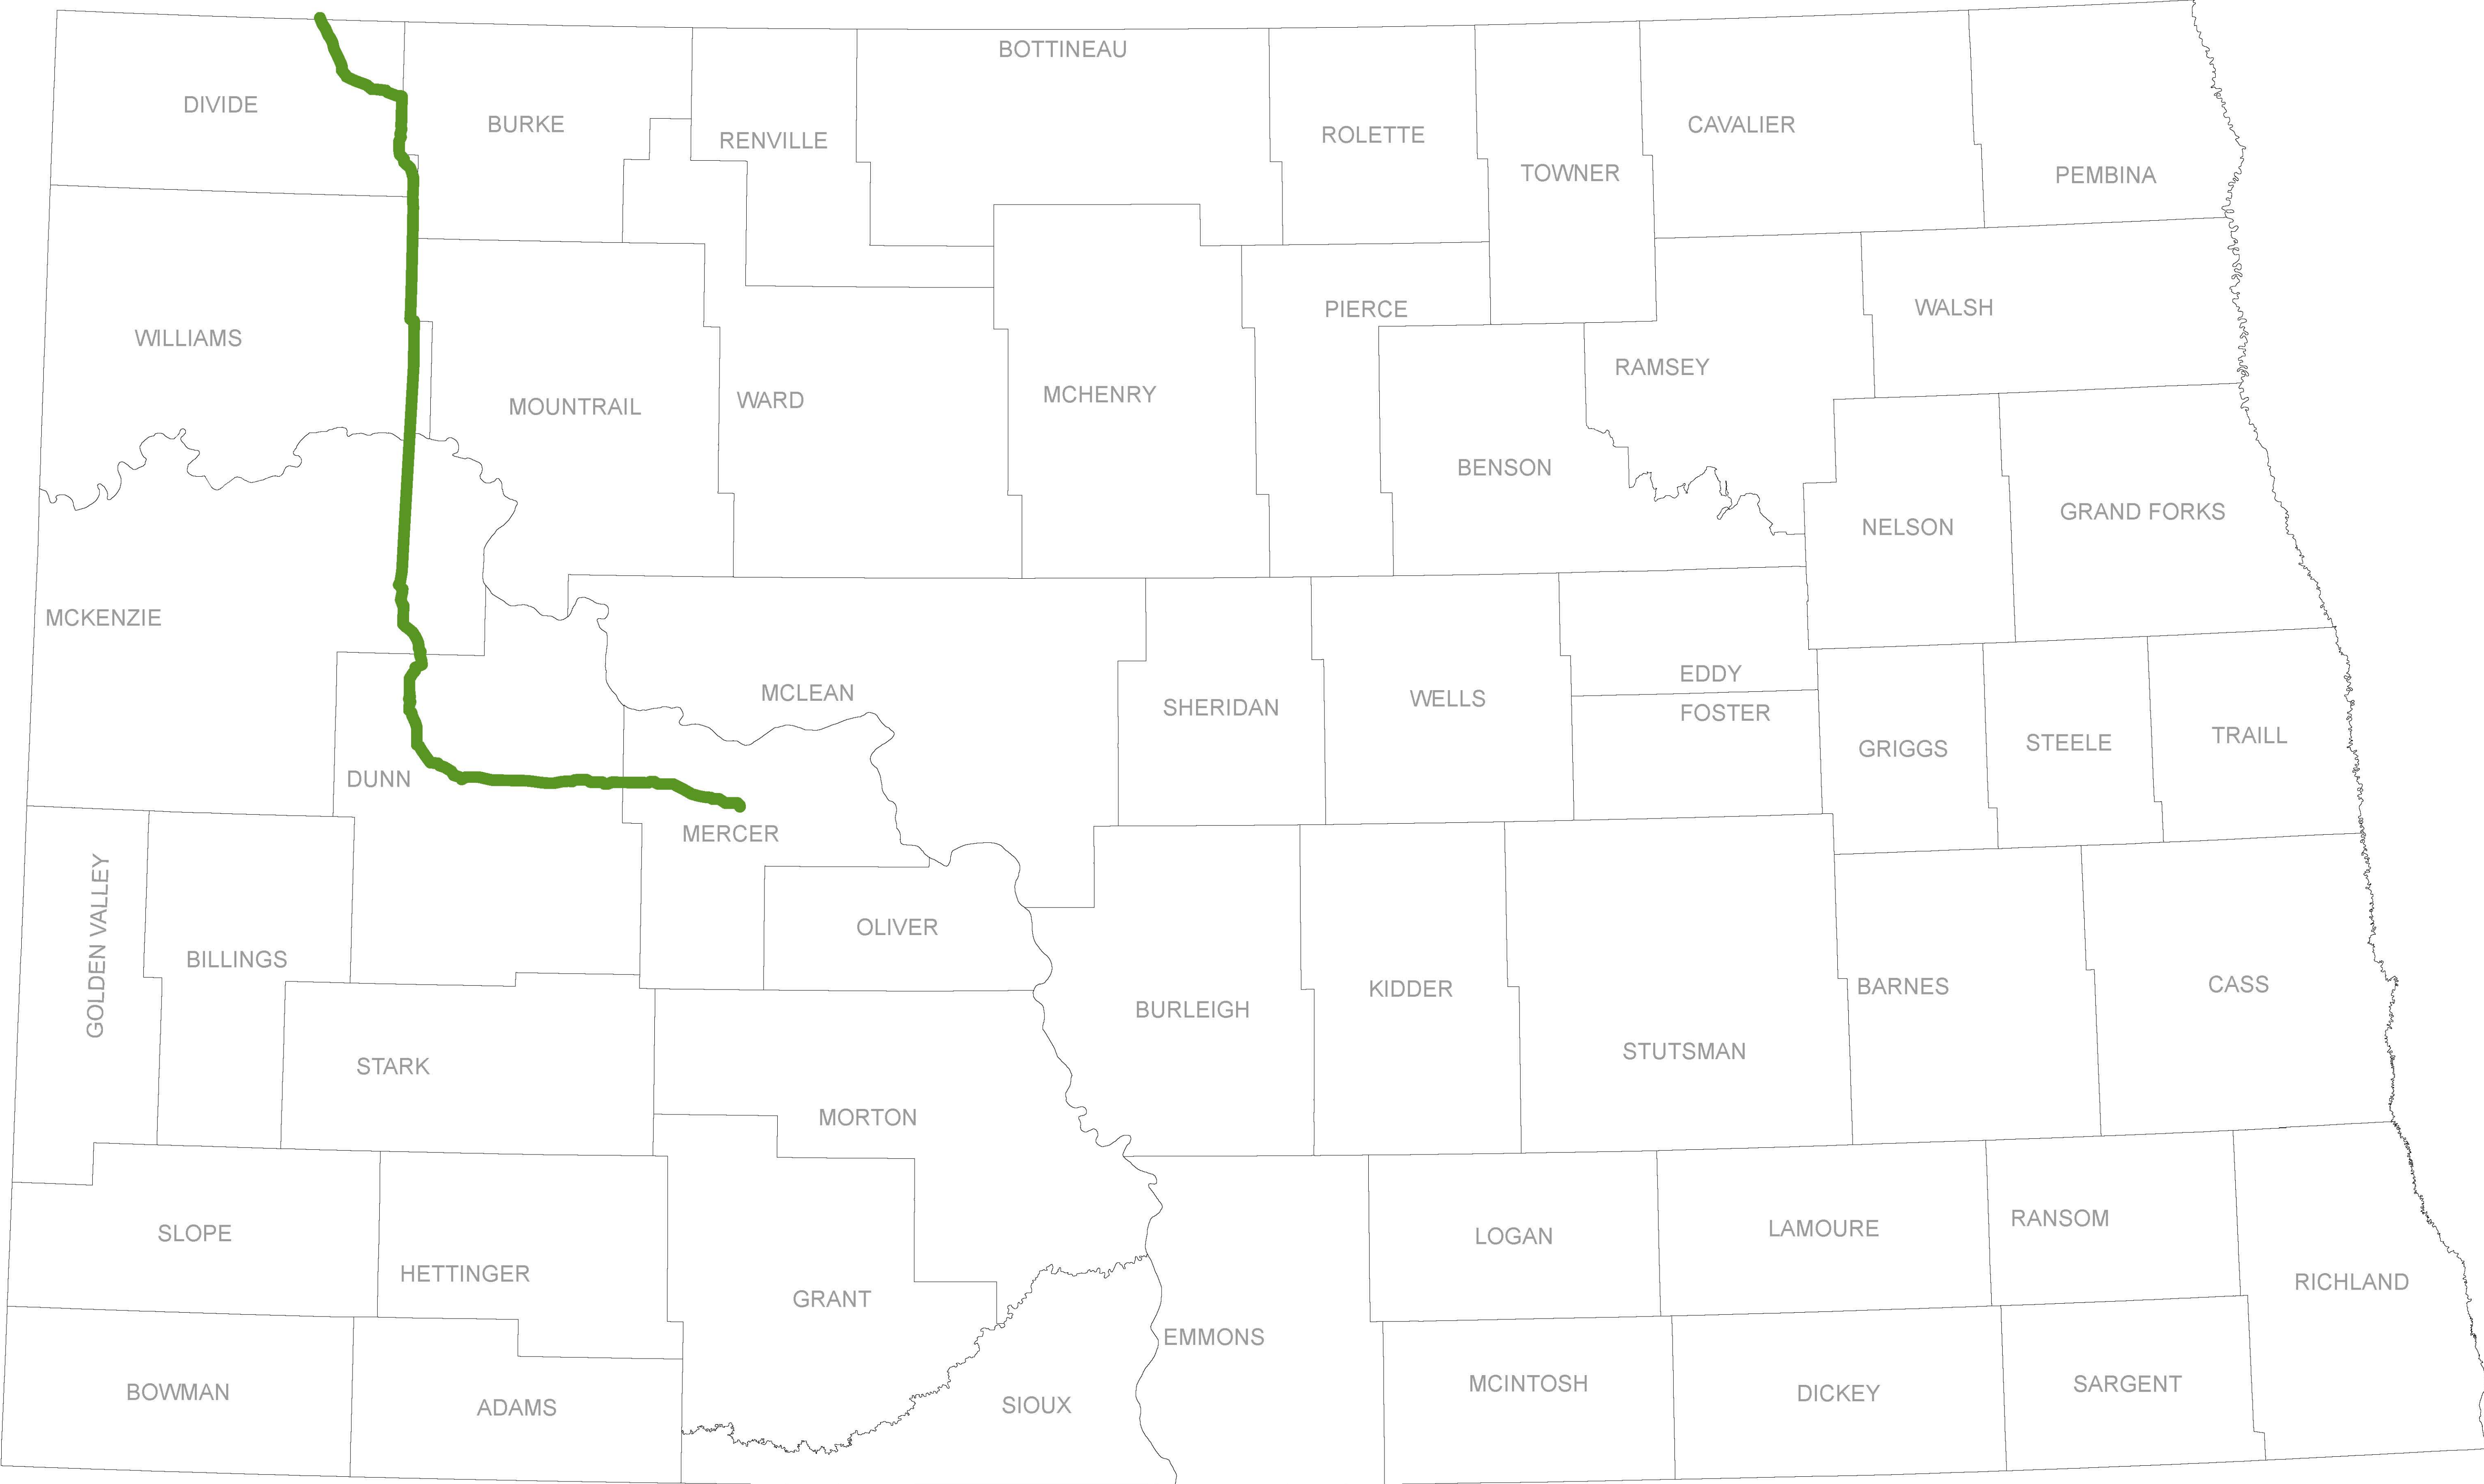 BOTTINEAU
DIVIDE
BURKE
RENVILLE
ROLETTE
TOWNER
CAVALIER
PEMBINA
WILLIAMS
MOUNTRAIL
WARD
MCHENRY
PIERCE
BENSON
RAMSEY
WALSH
NELSON
GRAND FORKS
MCKENZIE
DUNN
MCLEAN
MERCER
SHERIDAN
WELLS
EDDY
FOSTER
GRIGGS
STEELE
TRAILL
GOLDEN VALLEY
BILLINGS
OLIVER
BURLEIGH
KIDDER
STUTSMAN
BARNES
CASS
STARK
MORTON
SLOPE
HETTINGER
GRANT
LOGAN
LAMOURE
RANSOM
RICHLAND
EMMONS
BOWMAN
ADAMS
SIOUX
MCINTOSH
DICKEY
SARGENT